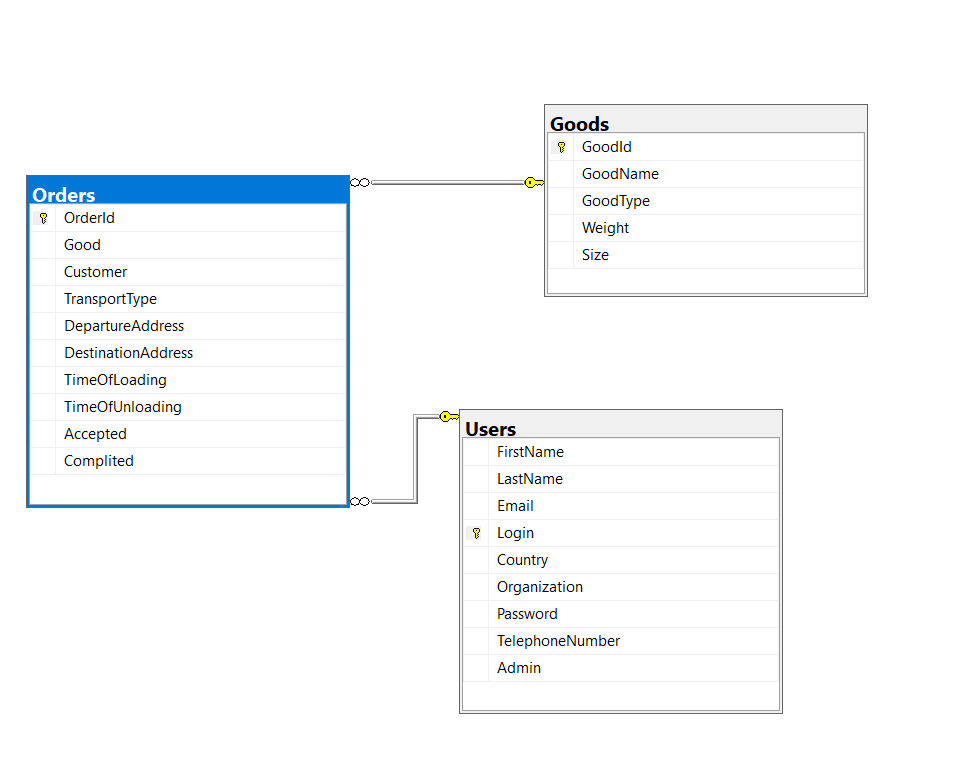 Orders
OrderId
Good
Customer
TransportType
DepartureAddress
DestinationAddress
TimeOfLoading
TimeOfUnloading
Accepted
Complited
Goods
GoodId
GoodName
GoodType
Weight
Size
Users
FirstName
LastName
Email
Login
Country
Organization
Password
TelephoneNumber
Admin